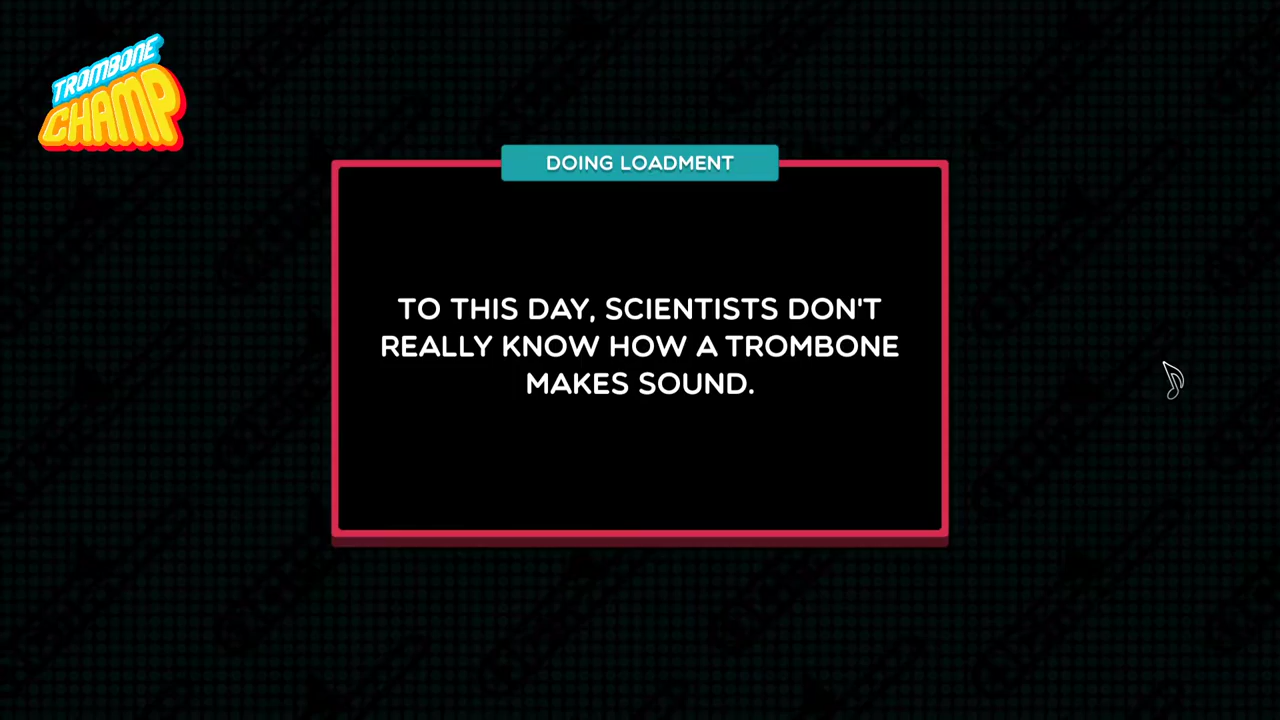 TROMBONE
CHAMP
DOING LOADMENT
TO THIS DAY, SCIENTISTS DON'T
REALLY KNOW HOW A TROMBONE
MAKES SOUND.